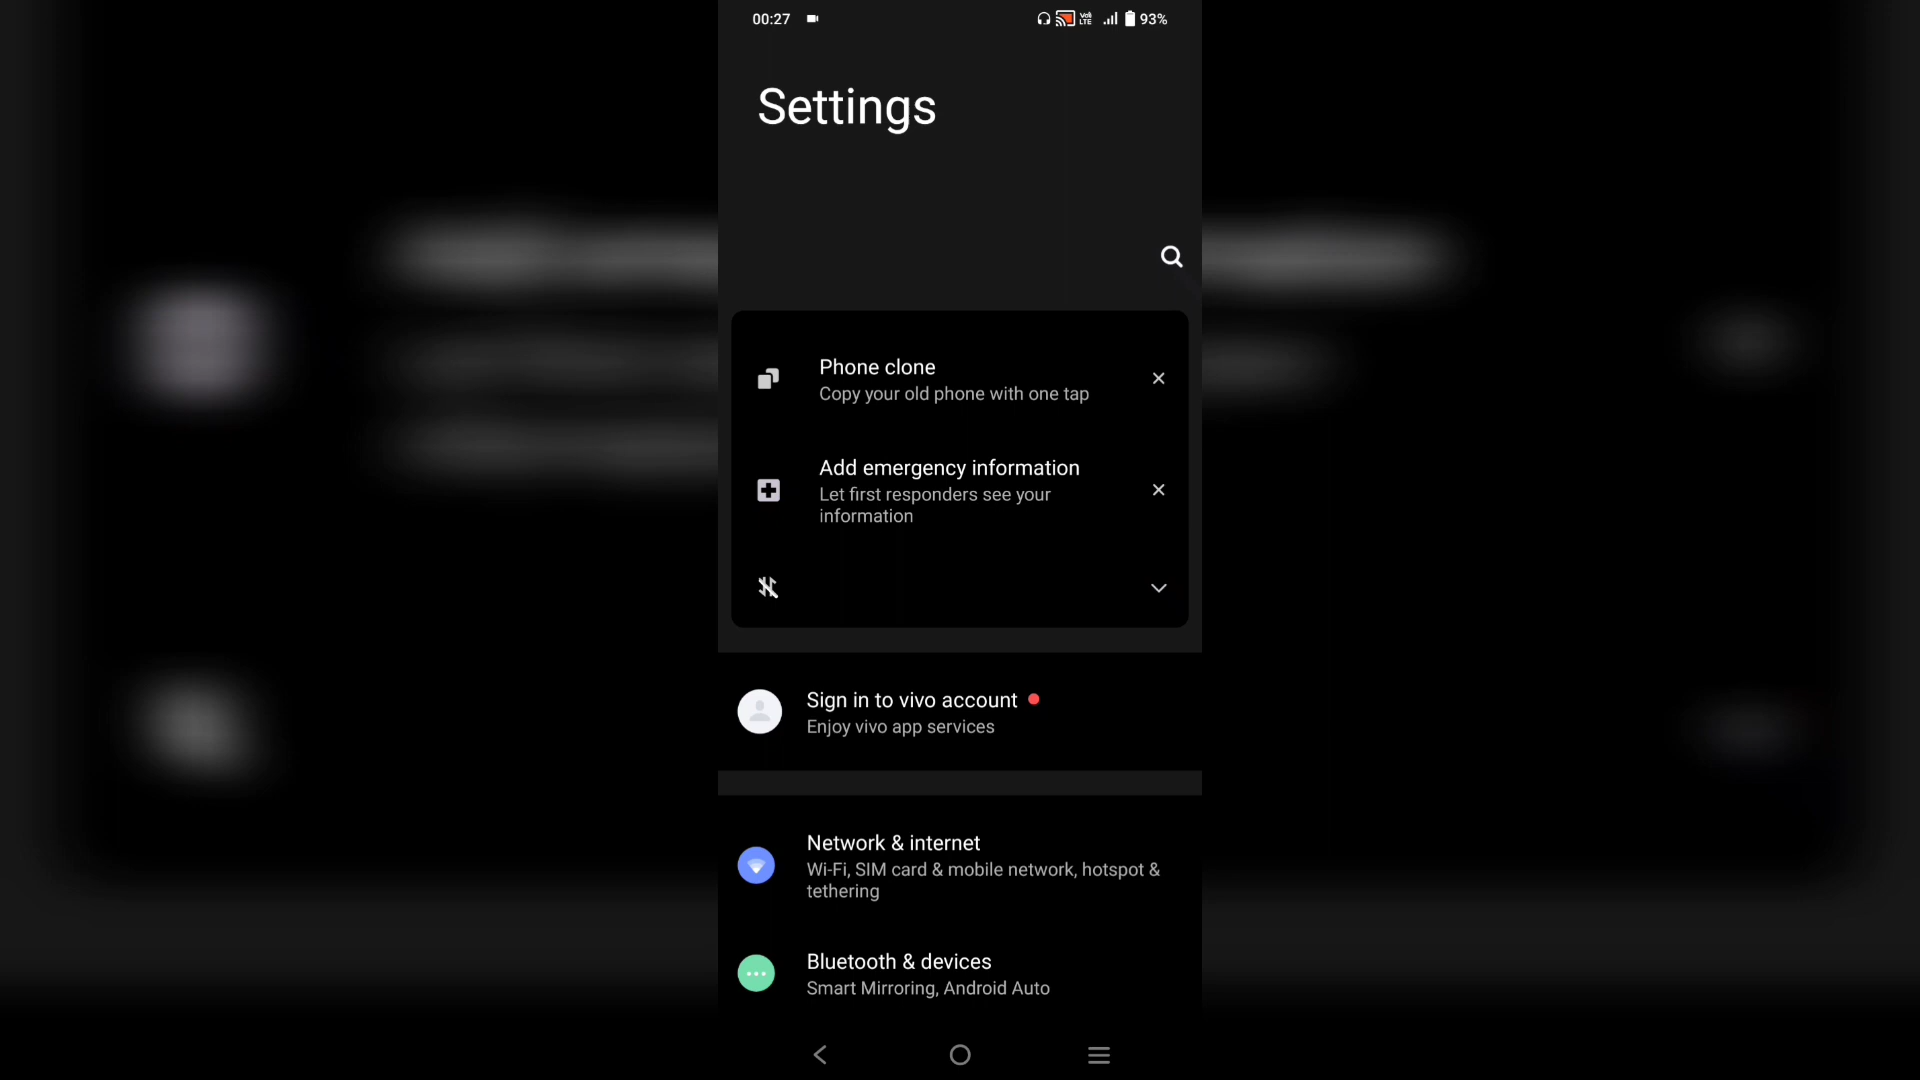 00:27
VoLTE 93%
Settings
Phone clone
Copy your old phone with one tap
Add emergency information
Let first responders see your
information
Sign in to vivo account
Enjoy vivo app services
Network & internet
Wi-Fi, SIM card & mobile network, hotspot &
tethering
Bluetooth & devices
Smart Mirroring, Android Auto